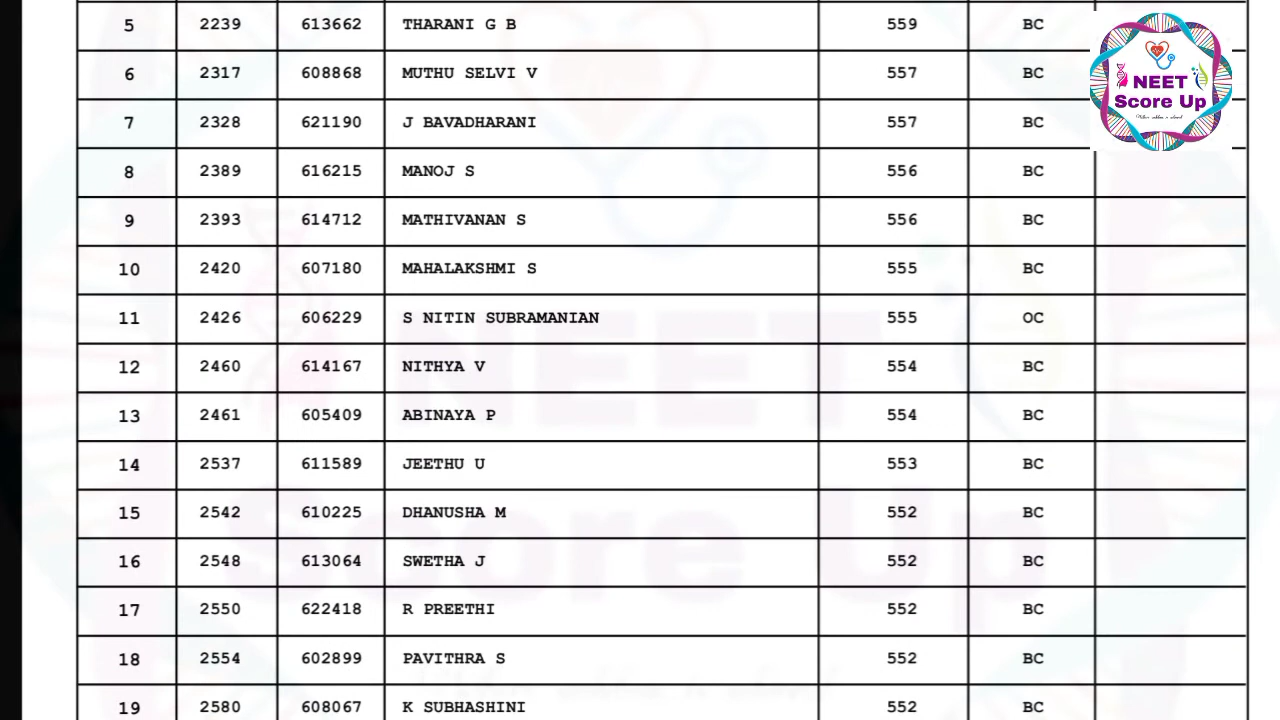 5 2239 613662 THARANI G B 559 BC
6 2317 608868 MUTHU SELVI V 557 BC
7 2328 621190 J BAVADHARANI 557 BC
8 2389 616215 MANOJ S 556 BC
9 2393 614712 MATHIVANAN S 556 BC
10 2420 607180 MAHALAKSHMI S 555 BC
11 2426 606229 S NITIN SUBRAMANIAN 555 OC
12 2460 614167 NITHYA V 554 BC
13 2461 605409 ABINAYA P 554 BC
14 2537 611589 JEETHU U 553 BC
15 2542 610225 DHANUSHA M 552 BC
16 2548 613064 SWETHA J 552 BC
17 2550 622418 R PREETHI 552 BC
18 2554 602899 PAVITHRA S 552 BC
19 2580 608067 K SUBHASHINI 552 BC
NEET
Score Up
NEET
Score Up